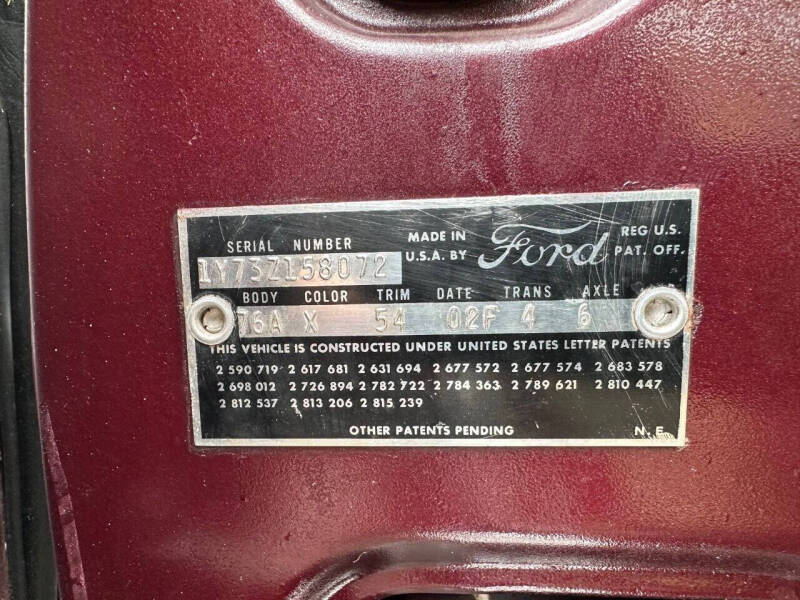 SERIAL NUMBER MADE IN U.S.A. BY Ford REG U.S. PAT. OFF.
1Y73Z158072
BODY COLOR TRIM DATE TRANS AXLE
76A X 54 02F 4 6
THIS VEHICLE IS CONSTRUCTED UNDER UNITED STATES LETTER PATENTS
2 590 719 2 617 681 2 631 694 2 677 572 2 677 574 2 683 578
2 698 012 2 726 894 2 782 722 2 784 363 2 789 621 2 810 447
2 812 537 2 813 206 2 815 239
OTHER PATENTS PENDING N. E.